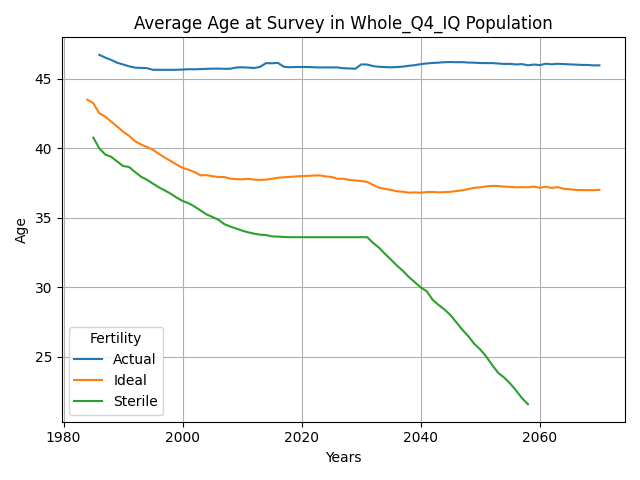 Average Age at Survey in Whole_Q4_IQ Population
Age
45
40
35
30
25
Fertility
Actual
Ideal
Sterile
1980
2000
2020
2040
2060
Years